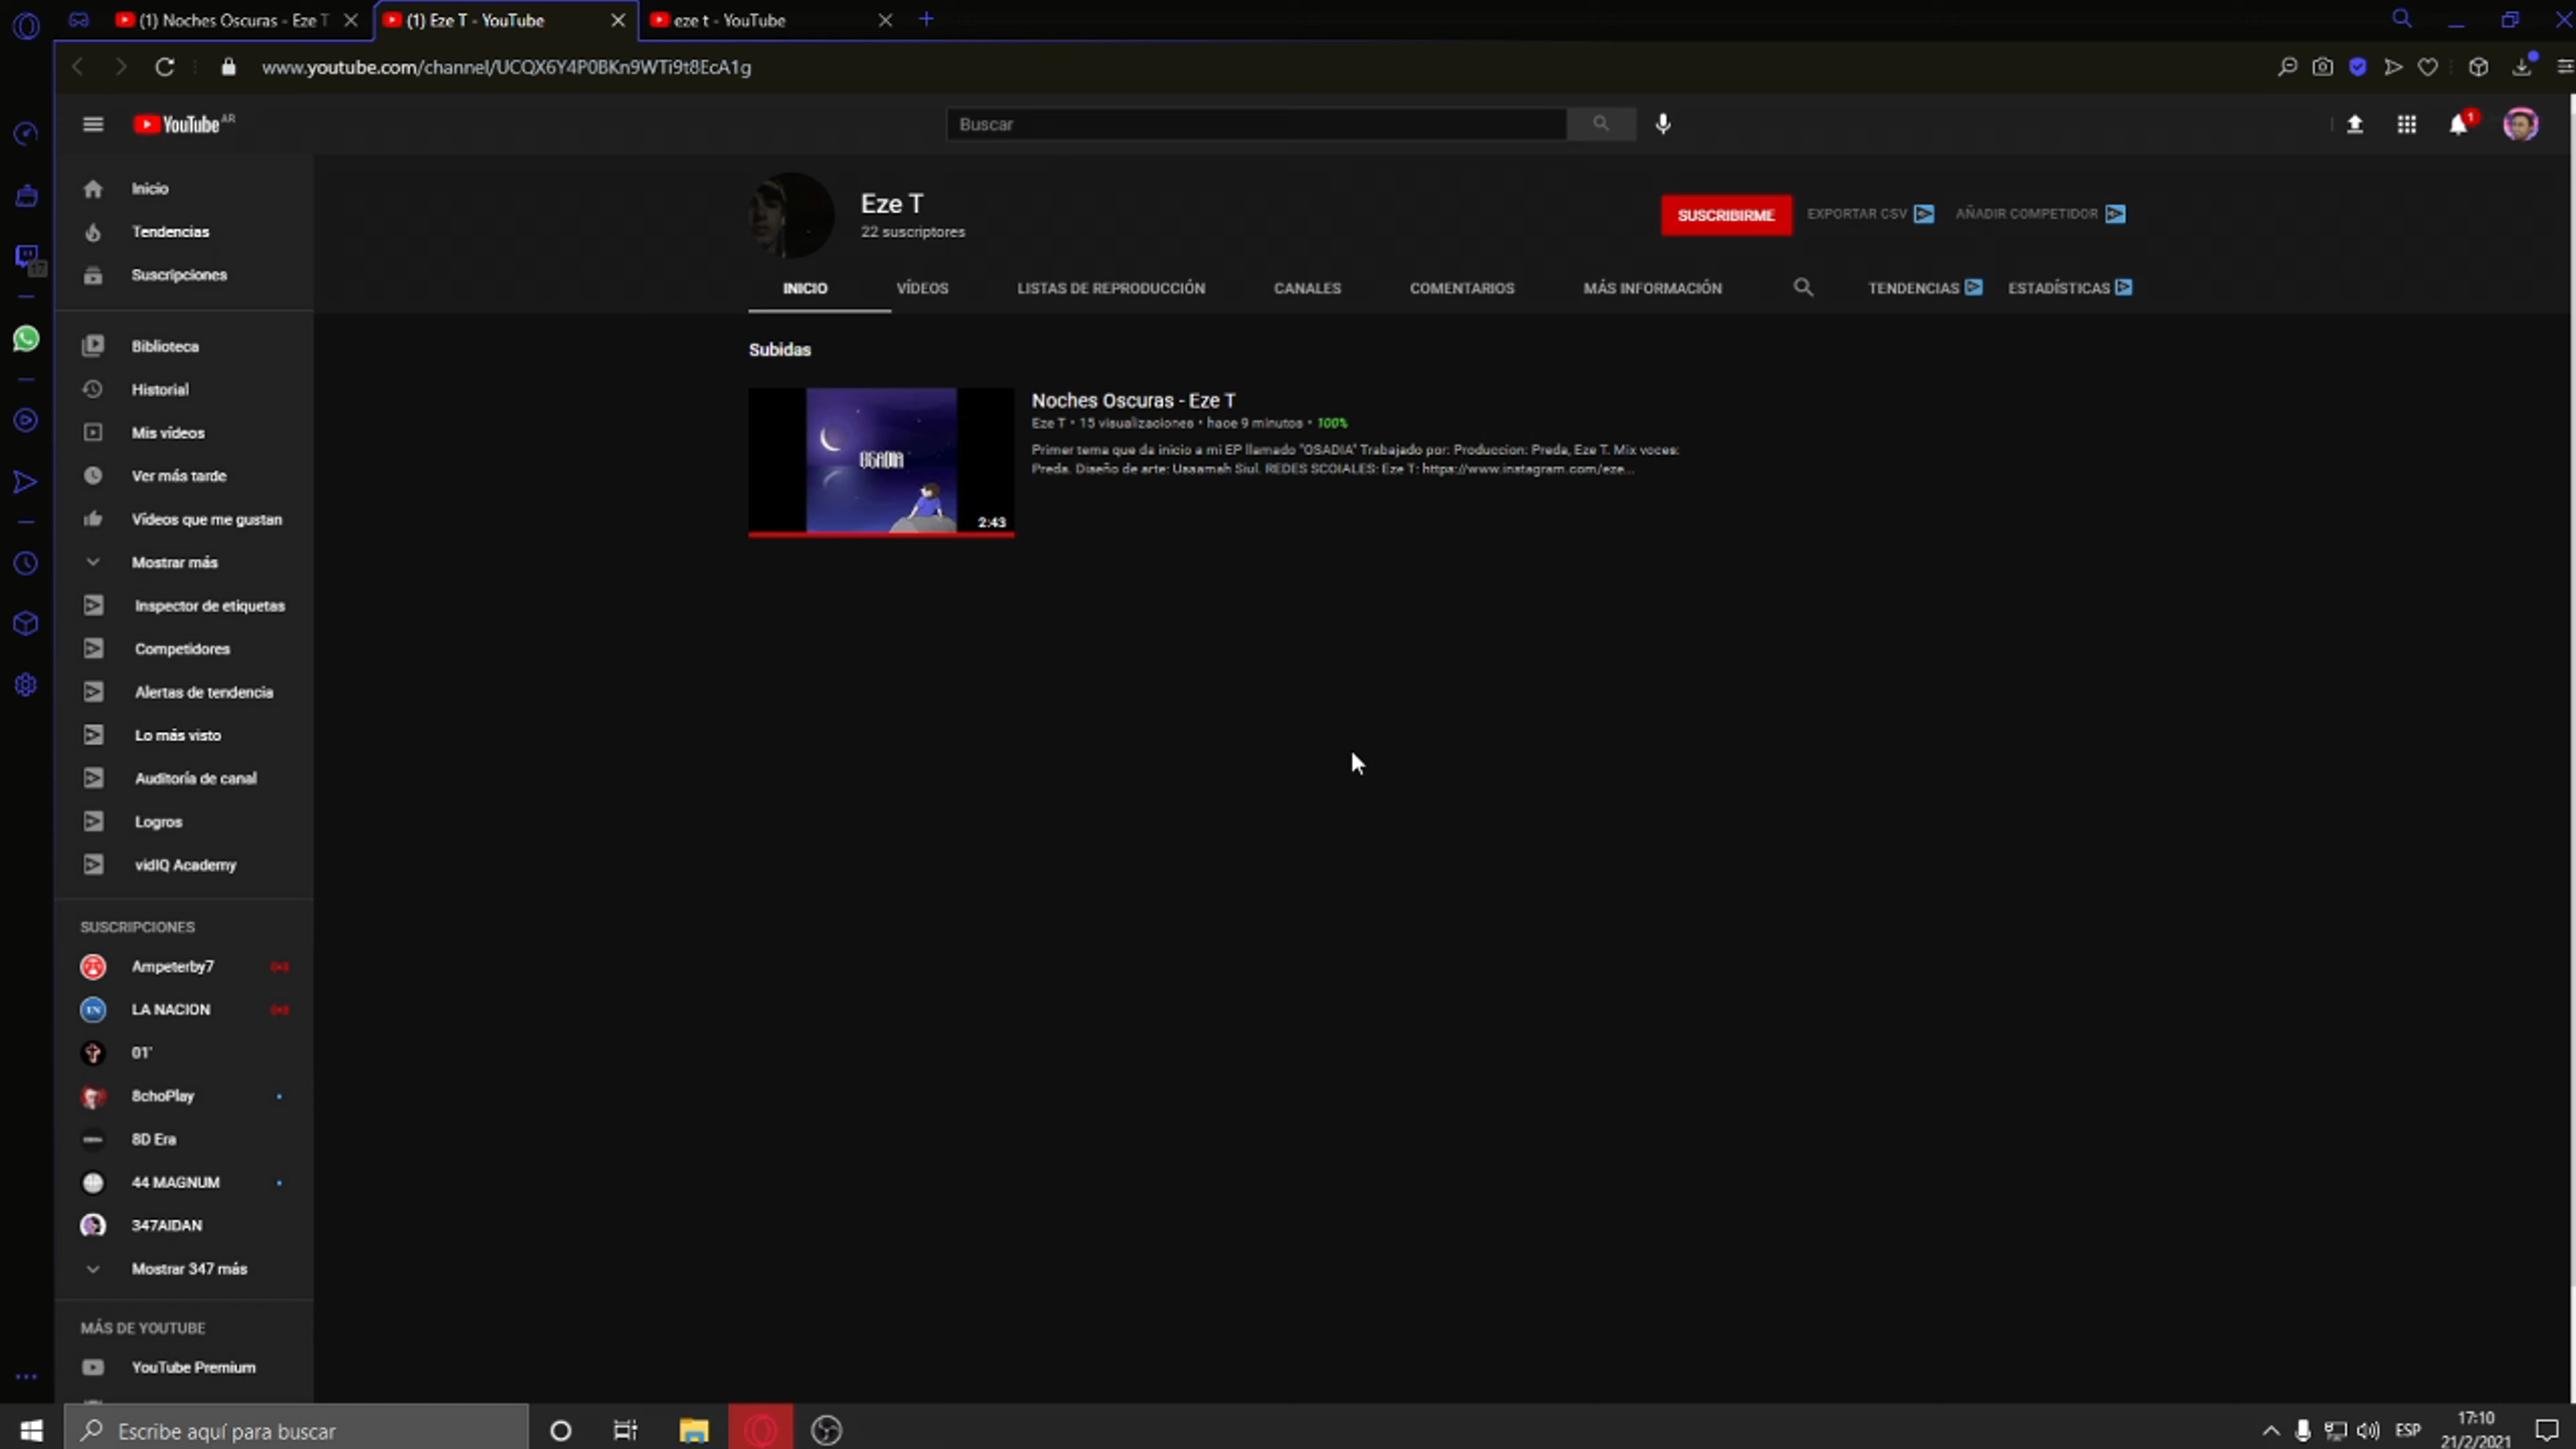 (1) Noches Oscuras - Eze T
(1) Eze T - YouTube
eze t - YouTube
www.youtube.com/channel/UCQX6Y4P0BKn9WTi9t8EcA1g
YouTube AR
Buscar
1
Inicio
Tendencias
Suscripciones
17
Biblioteca
Historial
Mis vídeos
Ver más tarde
Vídeos que me gustan
Mostrar más
Inspector de etiquetas
Competidores
Alertas de tendencia
Lo más visto
Auditoría de canal
Logros
vidIQ Academy
SUSCRIPCIONES
Ampeterby7
LA NACION
01'
8choPlay
8D Era
44 MAGNUM
347AIDAN
Mostrar 347 más
MÁS DE YOUTUBE
YouTube Premium
Eze T
22 suscriptores
SUSCRIBIRME
EXPORTAR CSV
AÑADIR COMPETIDOR
INICIO
VÍDEOS
LISTAS DE REPRODUCCIÓN
CANALES
COMENTARIOS
MÁS INFORMACIÓN
TENDENCIAS
ESTADÍSTICAS
Subidas
OSADIA
2:43
Noches Oscuras - Eze T
Eze T • 15 visualizaciones • hace 9 minutos • 100%
Primer tema que da inicio a mi EP llamado "OSADIA" Trabajado por: Produccion: Preda, Eze T. Mix voces:
Preda. Diseño de arte: Ussamah Siul. REDES SCOIALES: Eze T: https://www.instagram.com/eze...
Escribe aquí para buscar
ESP
17:10
21/2/2021